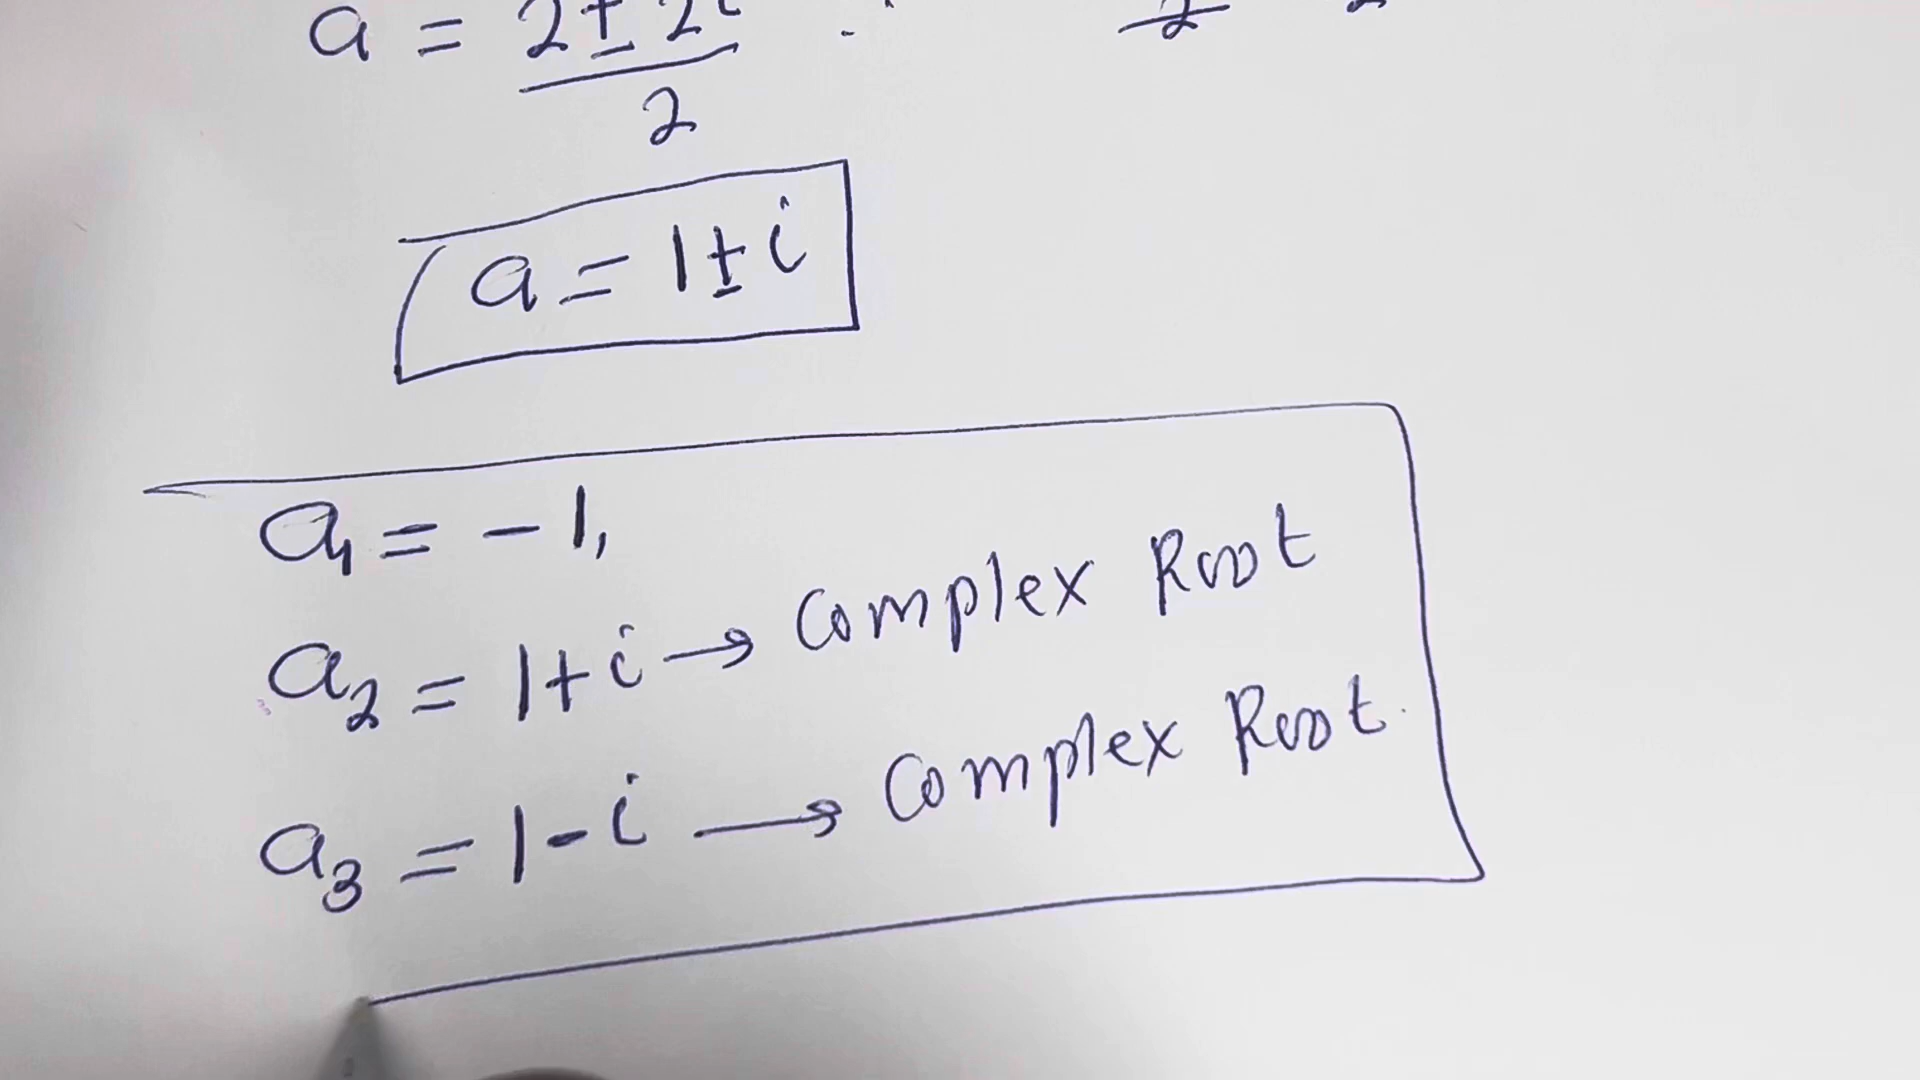 a = 2 ± 2i
2
a = 1 ± i
a₁ = - 1,
a₂ = 1 + i → Complex Root
a₃ = 1 - i → Complex Root.